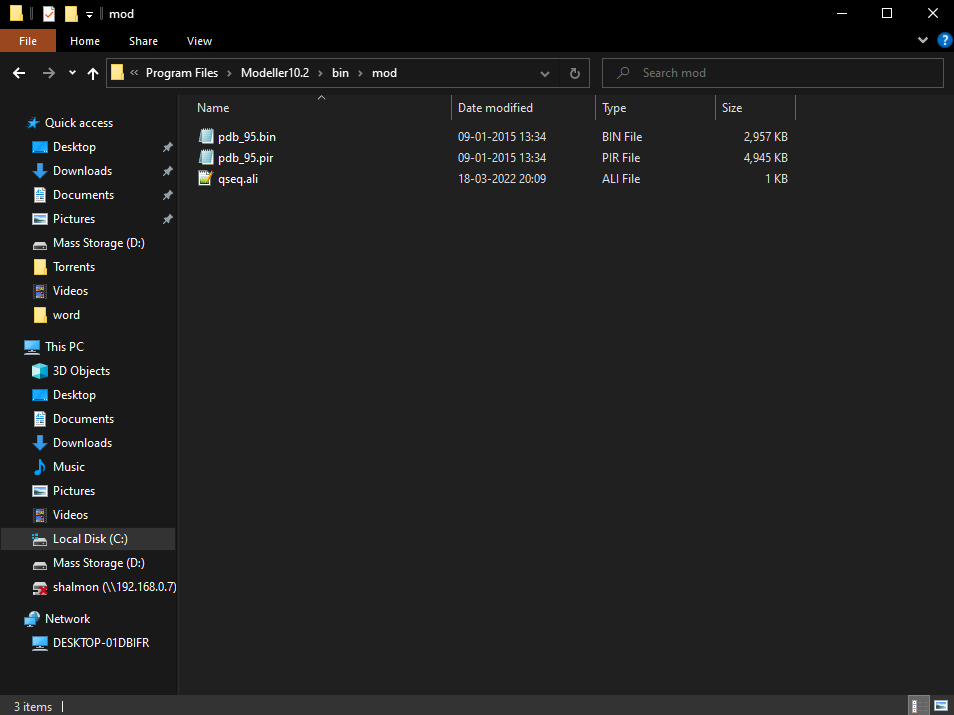 mod
File Home Share View
Program Files Modeller10.2 bin mod
Search mod
Name Date modified Type Size
pdb_95.bin 09-01-2015 13:34 BIN File 2,957 KB
pdb_95.pir 09-01-2015 13:34 PIR File 4,945 KB
qseq.ali 18-03-2022 20:09 ALI File 1 KB
Quick access
Desktop
Downloads
Documents
Pictures
Mass Storage (D:)
Torrents
Videos
word
This PC
3D Objects
Desktop
Documents
Downloads
Music
Pictures
Videos
Local Disk (C:)
Mass Storage (D:)
shalmon (\\192.168.0.7)
Network
DESKTOP-01DBIFR
3 items